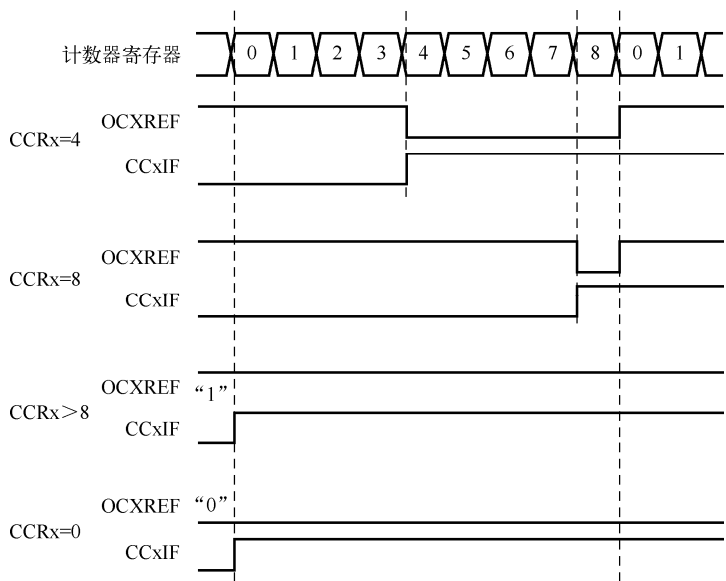 计数器寄存器 0 1 2 3 4 5 6 7 8 0 1
CCRx=4
OCXREF
CCxIF
CCRx=8
OCXREF
CCxIF
CCRx>8
OCXREF “1”
CCxIF
CCRx=0
OCXREF “0”
CCxIF